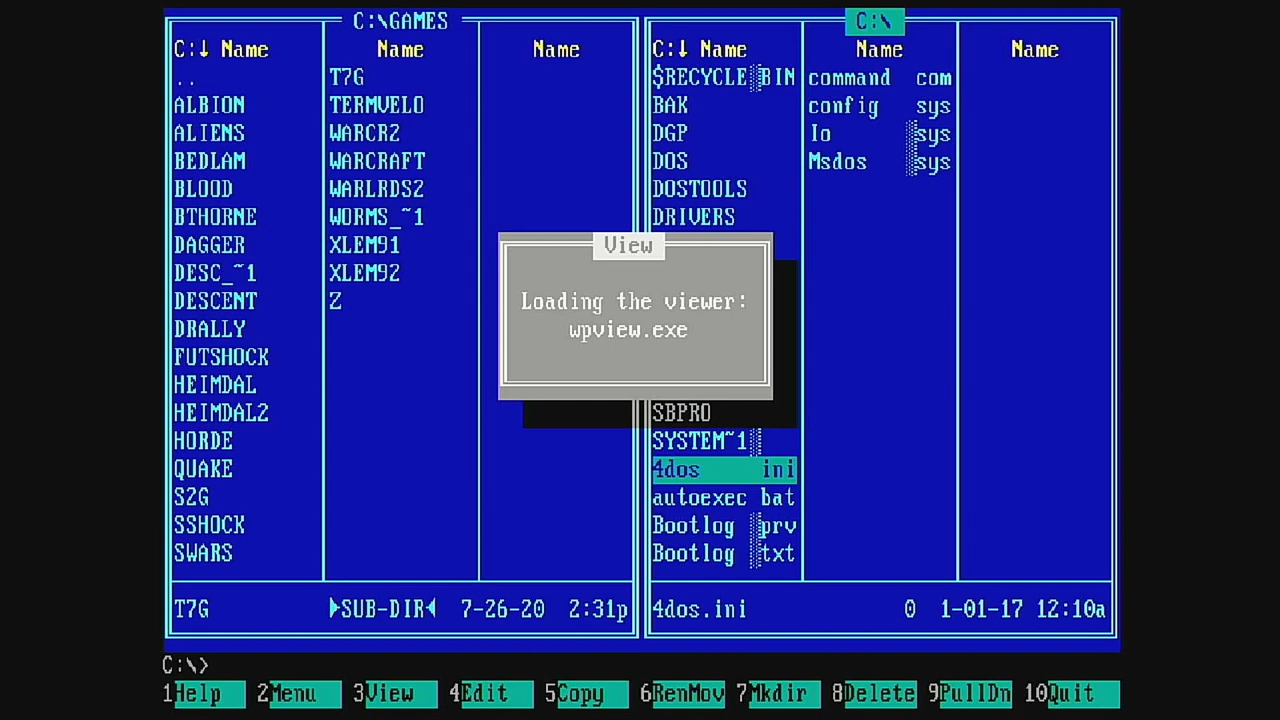 C:\GAMES
C:↓ Name Name Name
.. T7G
ALBION TERMVELO
ALIENS WARCR2
BEDLAM WARCRAFT
BLOOD WARLRDS2
BTHORNE WORMS_~1
DAGGER XLEM91
DESC_~1 XLEM92
DESCENT Z
DRALLY
FUTSHOCK
HEIMDAL
HEIMDAL2
HORDE
QUAKE
S2G
SSHOCK
SWARS
T7G ►SUB-DIR◄ 7-26-20 2:31p
C:\
C:↓ Name Name Name
$RECYCLE░BIN command com
BAK config sys
DGP Io ░sys
DOS Msdos ░sys
DOSTOOLS
DRIVERS
View
Loading the viewer:
wpview.exe
SBPRO
SYSTEM~1░
4dos ini
autoexec bat
Bootlog ░prv
Bootlog ░txt
4dos.ini 0 1-01-17 12:10a
C:\>
1Help 2Menu 3View 4Edit 5Copy 6RenMov 7Mkdir 8Delete 9PullDn 10Quit